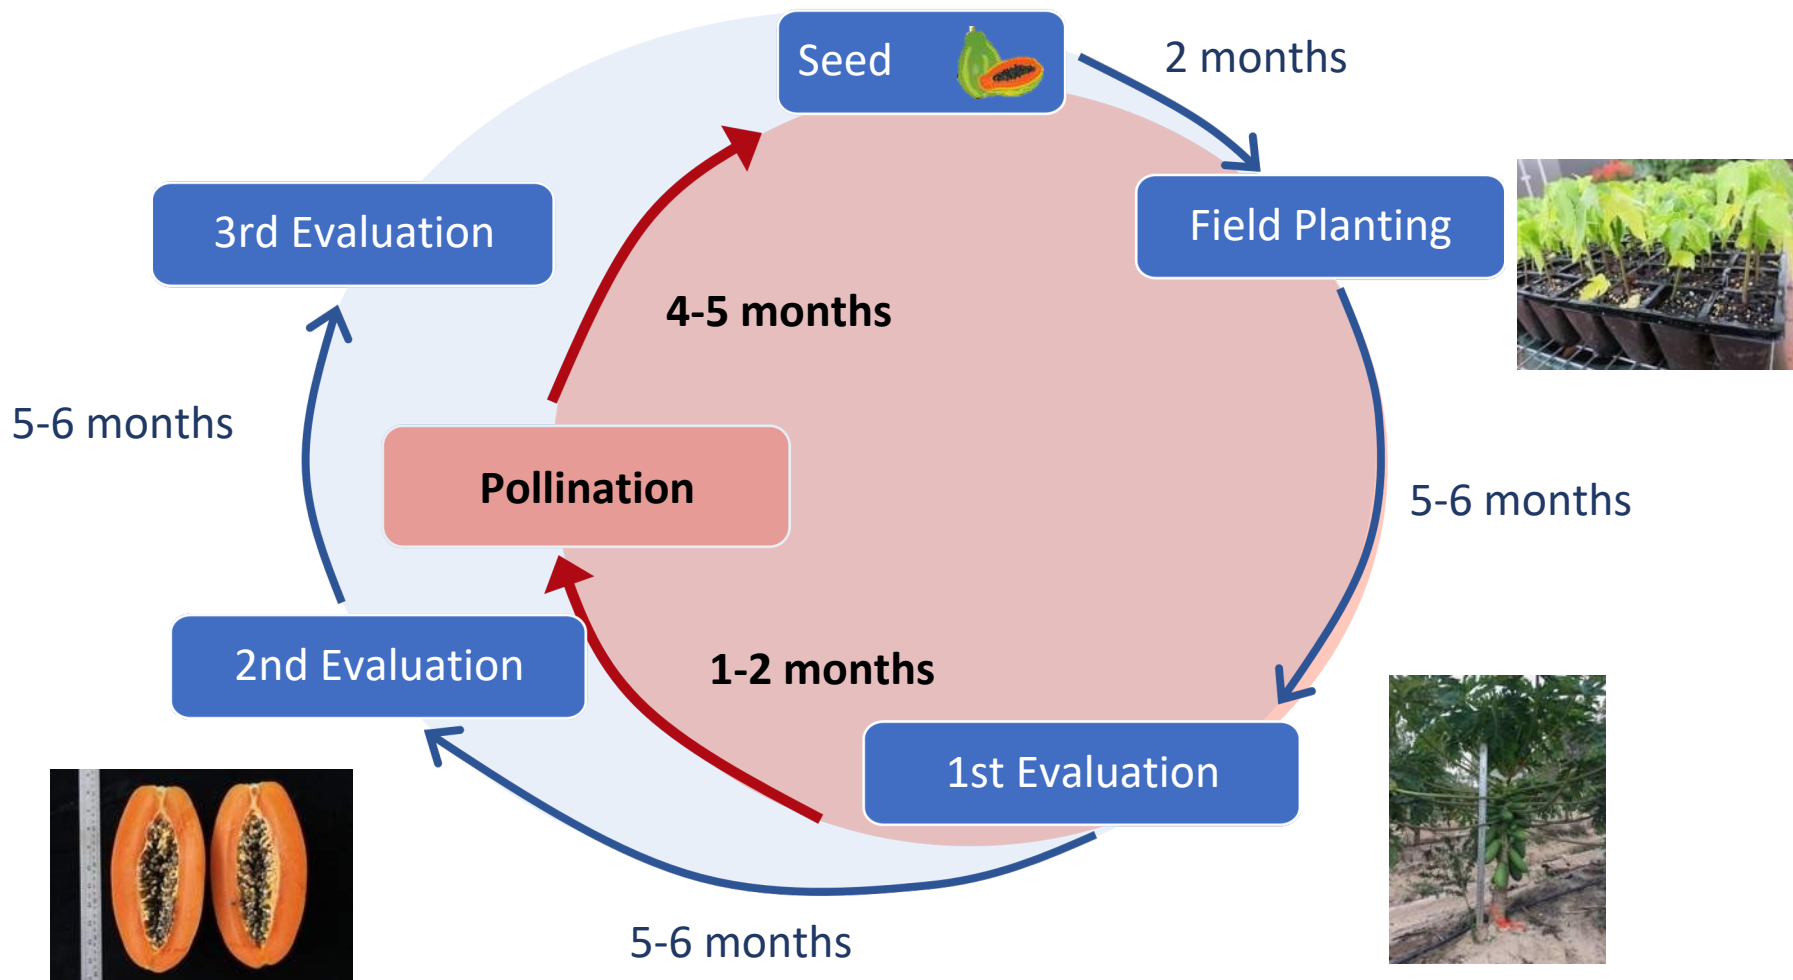 Seed
2 months
3rd Evaluation
Field Planting
4-5 months
5-6 months
Pollination
5-6 months
2nd Evaluation
1-2 months
1st Evaluation
5-6 months